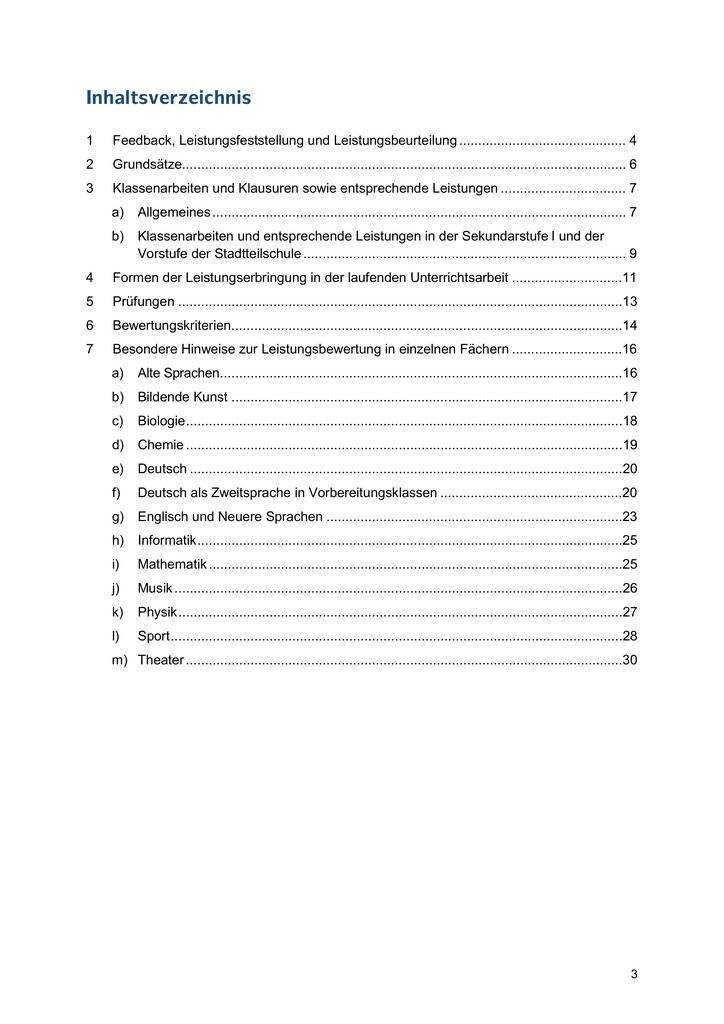 Inhaltsverzeichnis
1 Feedback, Leistungsfeststellung und Leistungsbeurteilung ............................................ 4
2 Grundsätze.................................................................................................................... 6
3 Klassenarbeiten und Klausuren sowie entsprechende Leistungen ................................. 7
a) Allgemeines ............................................................................................................ 7
b) Klassenarbeiten und entsprechende Leistungen in der Sekundarstufe I und der
Vorstufe der Stadtteilschule .................................................................................... 9
4 Formen der Leistungserbringung in der laufenden Unterrichtsarbeit .............................11
5 Prüfungen ....................................................................................................................13
6 Bewertungskriterien......................................................................................................14
7 Besondere Hinweise zur Leistungsbewertung in einzelnen Fächern .............................16
a) Alte Sprachen.........................................................................................................16
b) Bildende Kunst ......................................................................................................17
c) Biologie..................................................................................................................18
d) Chemie ..................................................................................................................19
e) Deutsch .................................................................................................................20
f) Deutsch als Zweitsprache in Vorbereitungsklassen ...............................................20
g) Englisch und Neuere Sprachen .............................................................................23
h) Informatik...............................................................................................................25
i) Mathematik ............................................................................................................25
j) Musik .....................................................................................................................26
k) Physik....................................................................................................................27
l) Sport......................................................................................................................28
m) Theater ..................................................................................................................30
3